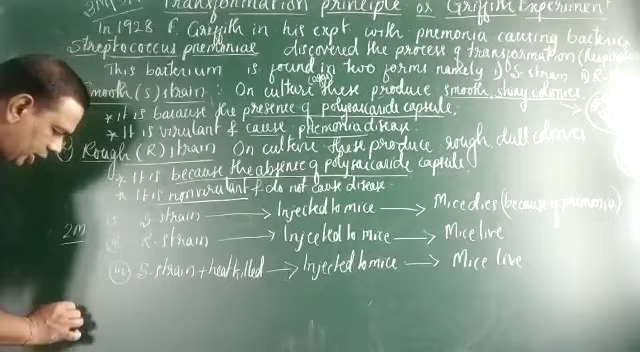 Transformation principle or Griffith Experiment
In 1928 F. Griffith in his expt. with pnemonia causing bacteria
Streptococcus pnemoniae discovered the process of transformation (
This bacterium is found in two forms namely i) S strain ii) R-
Smooth (S) strain : On culture these produce smooth, shiny colonies.
* It is because the presence of polysaccaride capsule.
* It is virulant & cause phemonia disease.
Rough (R) strain On culture these produce rough, dull colonies
* It is because the absence of polysaccaride capsule.
* It is nonvirulant & do not cause disease.
i) S-strain → Injected to mice → Mice dies (because of pnemonia)
2M ii) R-strain → Injected to mice → Mice live
iii) S-strain + heat killed → Injected to mice → Mice live